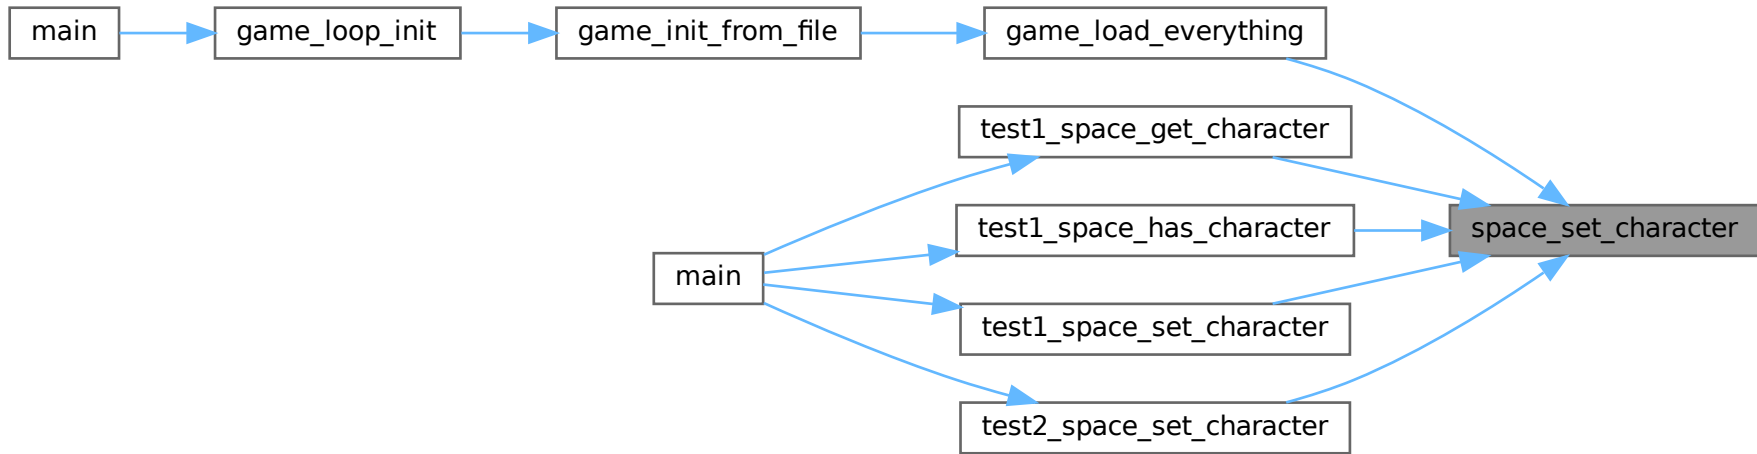 main
game_loop_init
game_init_from_file
game_load_everything
test1_space_get_character
test1_space_has_character
space_set_character
main
test1_space_set_character
test2_space_set_character